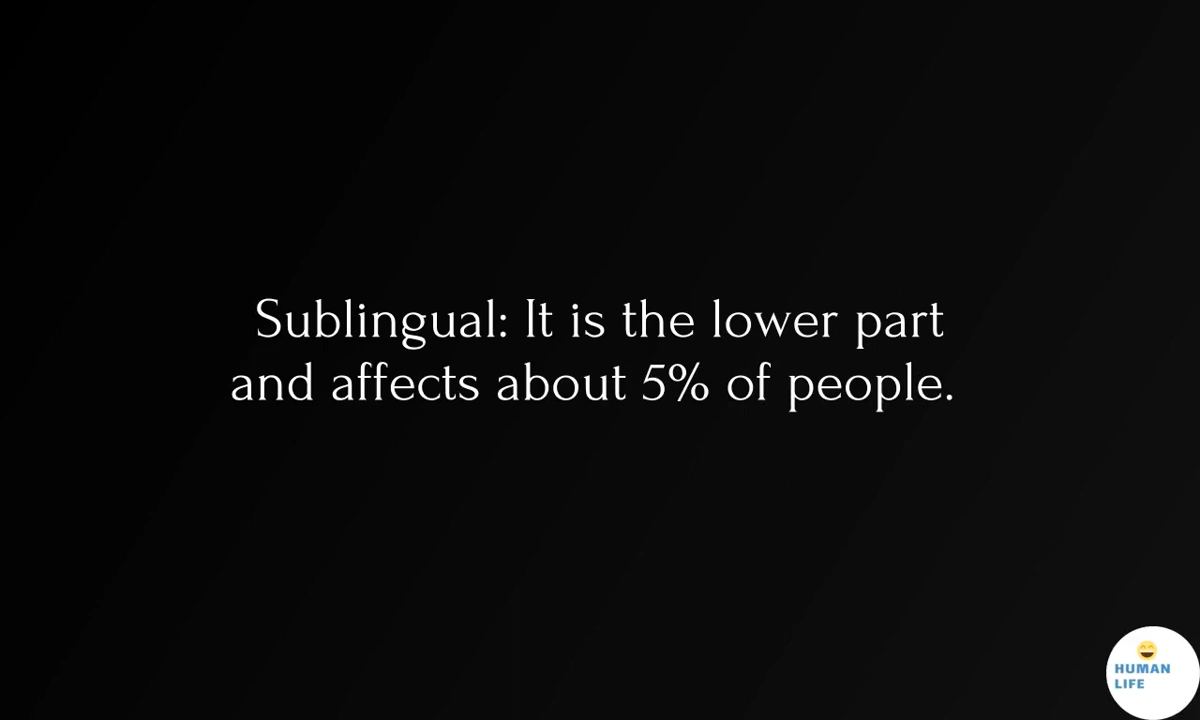 Sublingual: It is the lower part
and affects about 5% of people.
HUMAN
LIFE